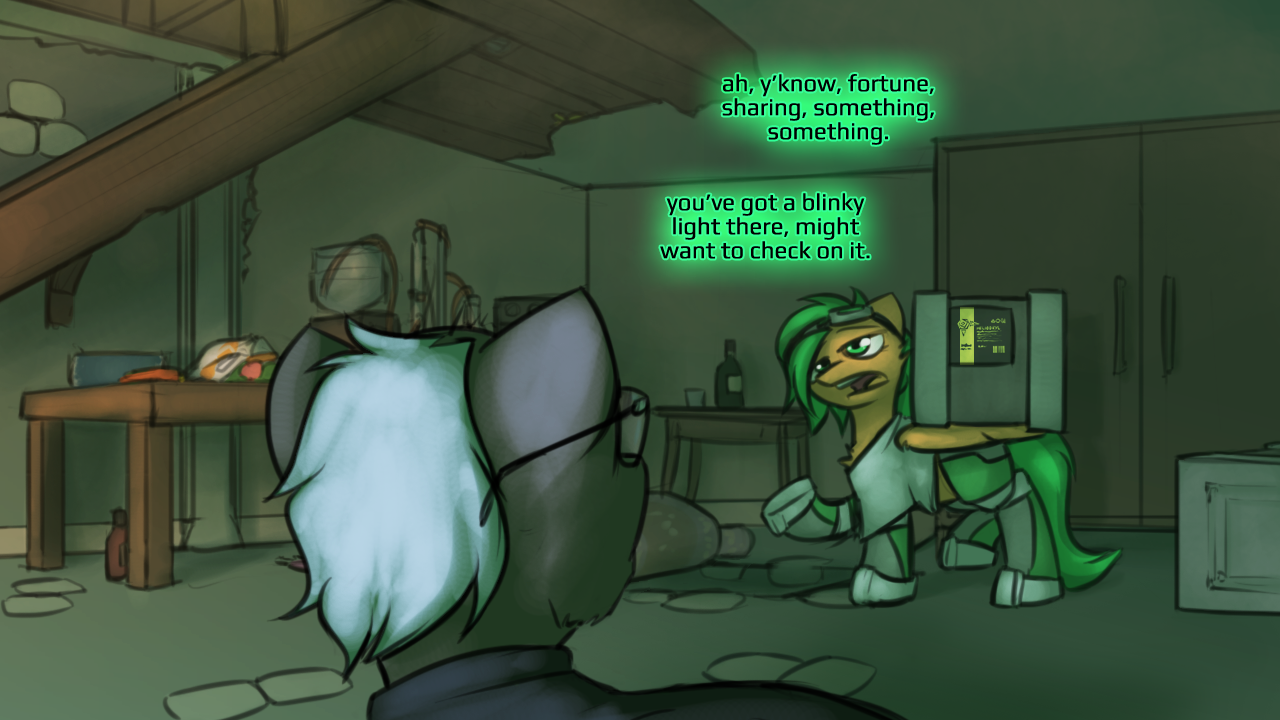 ah, y'know, fortune,
sharing, something,
something.
you've got a blinky
light there, might
want to check on it.